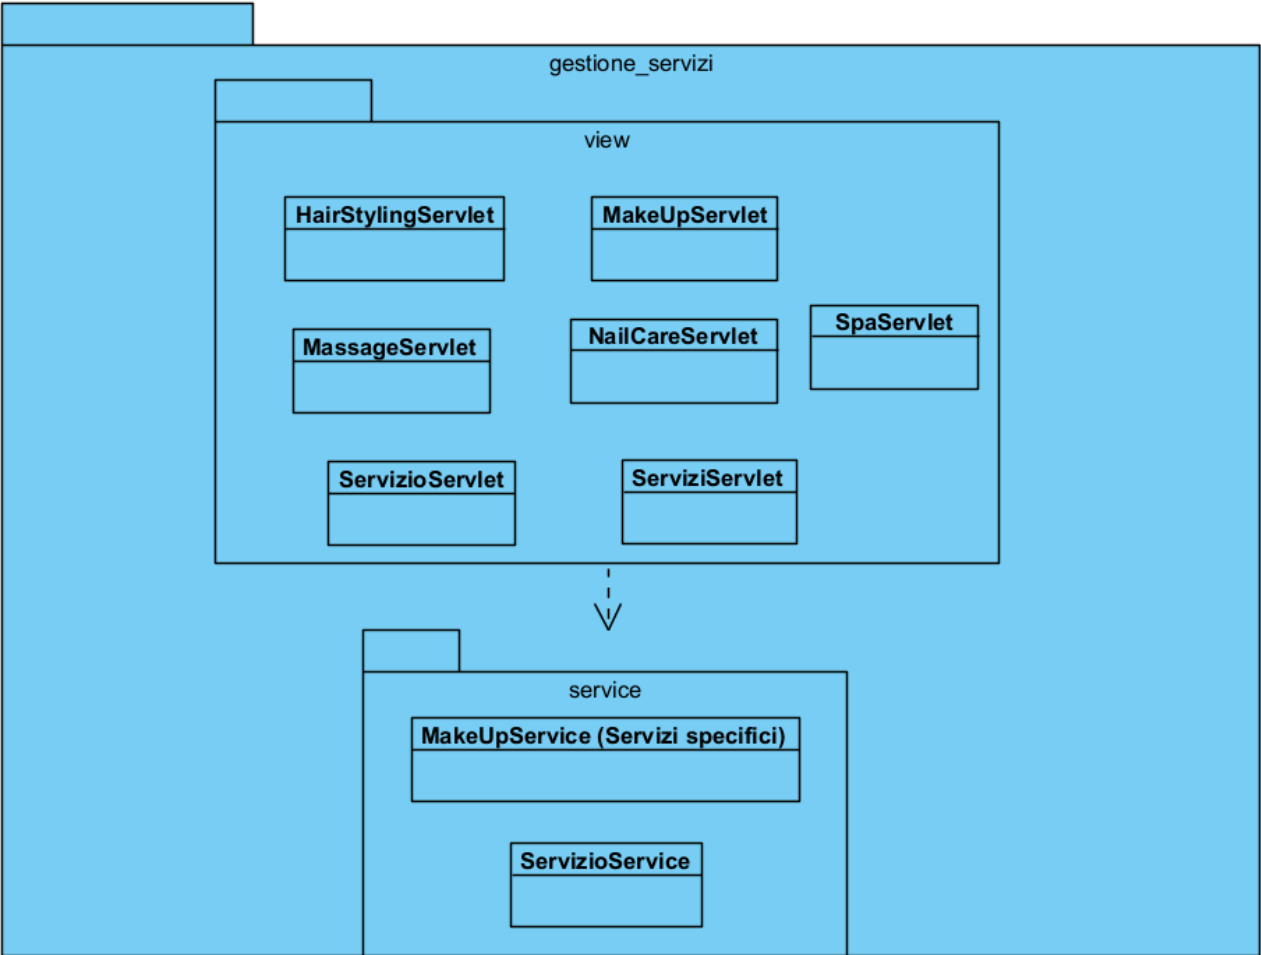 gestione_servizi
view
HairStylingServlet
MakeUpServlet
MassageServlet
NailCareServlet
SpaServlet
ServizioServlet
ServiziServlet
service
MakeUpService (Servizi specifici)
ServizioService